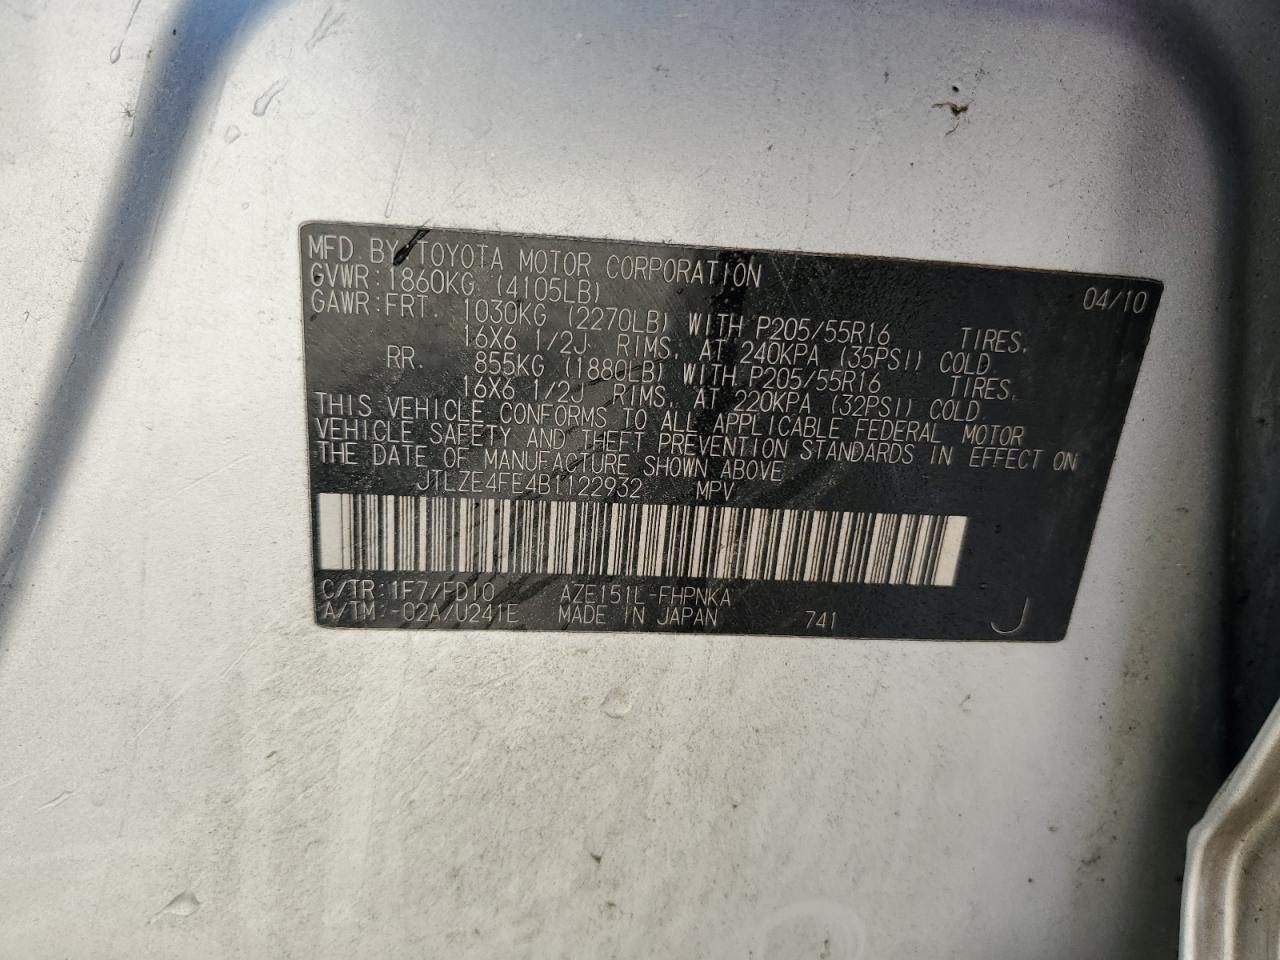 MFD. BY: TOYOTA MOTOR CORPORATION 04/10
GVWR: 1860KG (4105LB)
GAWR: FRT. 1030KG (2270LB) WITH P205/55R16 TIRES,
16X6 1/2J RIMS, AT 240KPA (35PSI) COLD
RR. 855KG (1880LB) WITH P205/55R16 TIRES,
16X6 1/2J RIMS, AT 220KPA (32PSI) COLD
THIS VEHICLE CONFORMS TO ALL APPLICABLE FEDERAL MOTOR
VEHICLE SAFETY AND THEFT PREVENTION STANDARDS IN EFFECT ON
THE DATE OF MANUFACTURE SHOWN ABOVE
JTLZE4FE4B1122932 MPV
C/TR: 1F7/FD10 AZE151L-FHPNKA
A/TM: -02A/U241E MADE IN JAPAN 741 J